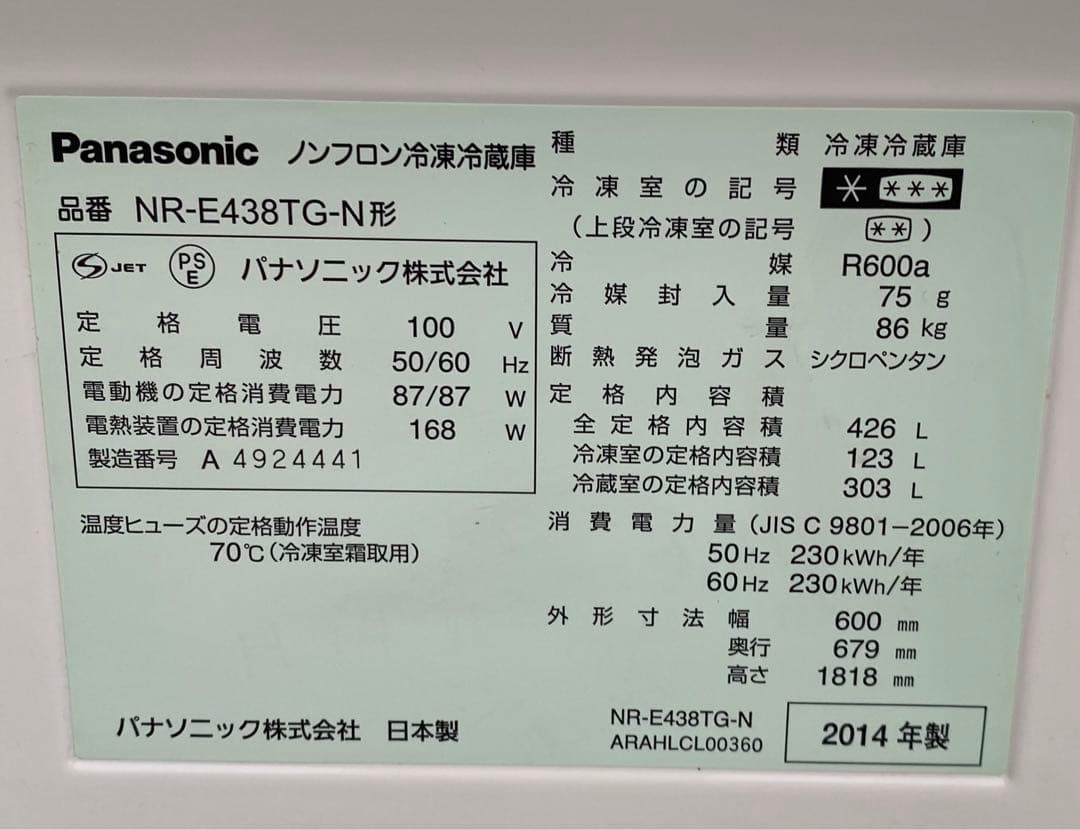 Panasonic ノンフロン冷凍冷蔵庫
品番 NR-E438TG-N形
JET PSE パナソニック株式会社
定格電圧 100 V
定格周波数 50/60 Hz
電動機の定格消費電力 87/87 W
電熱装置の定格消費電力 168 W
製造番号 A 4924441
温度ヒューズの定格動作温度
70℃(冷凍室霜取用)
種類 冷凍冷蔵庫
冷凍室の記号 * ***
(上段冷凍室の記号 ** )
冷媒 R600a
冷媒封入量 75 g
質量 86 kg
断熱発泡ガス シクロペンタン
定格内容積
全定格内容積 426 L
冷凍室の定格内容積 123 L
冷蔵室の定格内容積 303 L
消費電力量(JIS C 9801-2006年)
50Hz 230kWh/年
60Hz 230kWh/年
外形寸法幅 600 mm
奥行 679 mm
高さ 1818 mm
パナソニック株式会社 日本製
NR-E438TG-N
ARAHLCL00360
2014年製